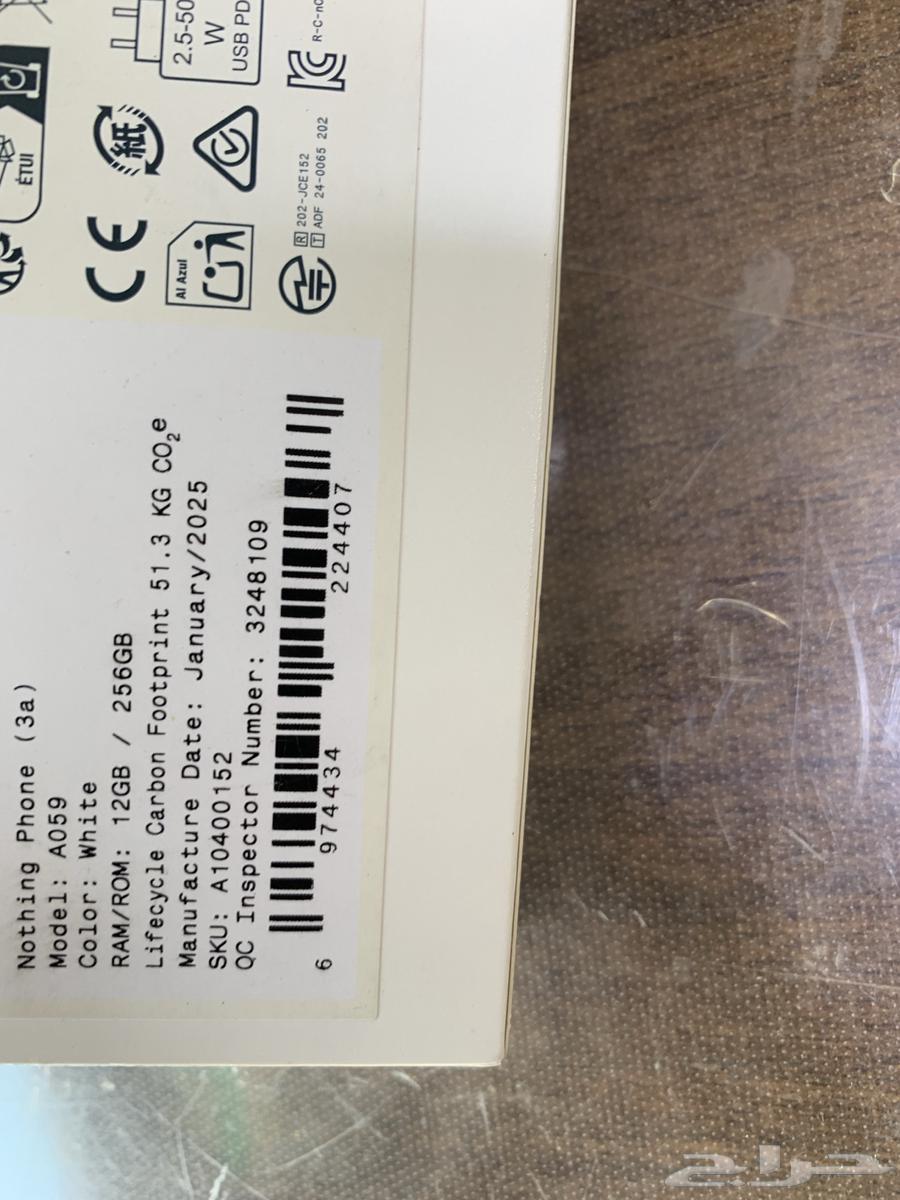 ÉTUI
2.5-50
W
USB PD
紙
CE
Al Azul
R 202-JCE152
T ADF 24-0065 202
Nothing Phone (3a)
Model: A059
Color: White
RAM/ROM: 12GB / 256GB
Lifecycle Carbon Footprint 51.3 KG CO₂e
Manufacture Date: January/2025
SKU: A10400152
QC Inspector Number: 3248109
6 974434 224407
حراج